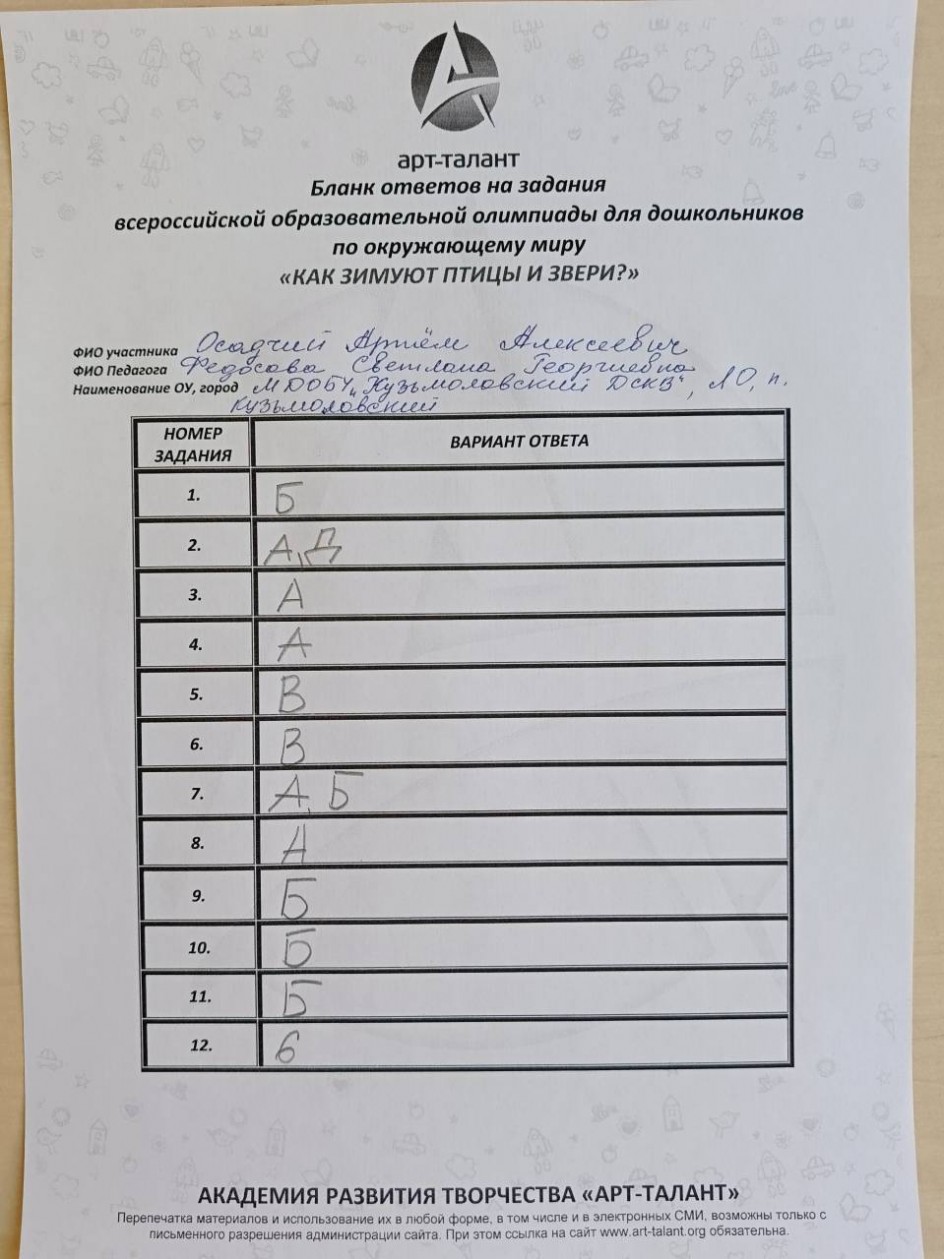 арт-талант
Бланк ответов на задания
всероссийской образовательной олимпиады для дошкольников
по окружающему миру
«КАК ЗИМУЮТ ПТИЦЫ И ЗВЕРИ?»
ФИО участника Осадчий Артём Алексеевич
ФИО Педагога Федосова Светлана Георгиевна
Наименование ОУ, город МДОБУ „Кузьмоловский ДСКВ“, ЛО, п.
Кузьмоловский
НОМЕР ЗАДАНИЯ ВАРИАНТ ОТВЕТА
1. Б
2. А,Д
3. А
4. А
5. В
6. В
7. А, Б
8. А
9. Б
10. Б
11. Б
12. 6
АКАДЕМИЯ РАЗВИТИЯ ТВОРЧЕСТВА «АРТ-ТАЛАНТ»
Перепечатка материалов и использование их в любой форме, в том числе и в электронных СМИ, возможны только с
письменного разрешения администрации сайта. При этом ссылка на сайт www.art-talant.org обязательна.